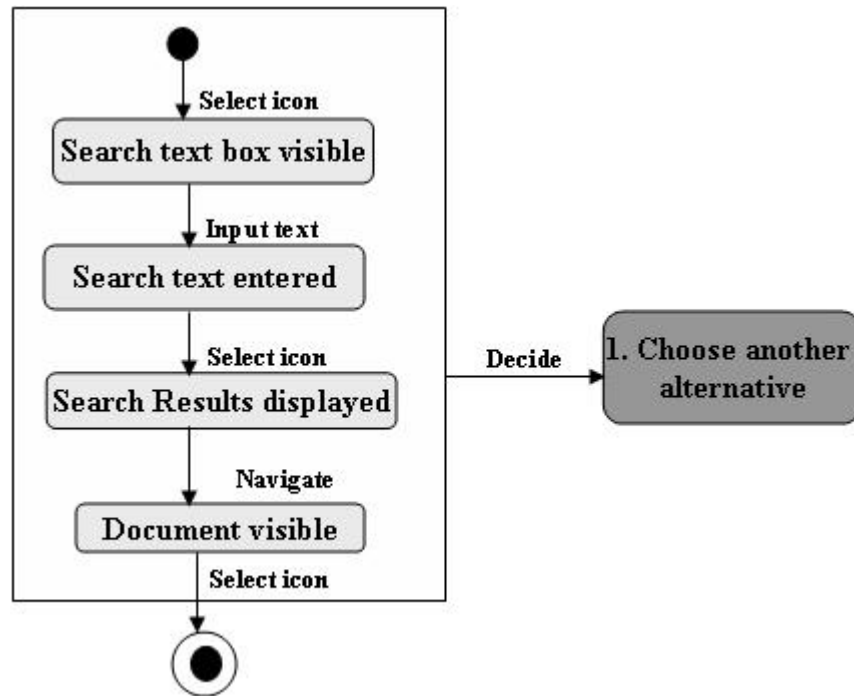 Select icon
Search text box visible
Input text
Search text entered
Select icon
Search Results displayed
Navigate
Document visible
Select icon
Decide
1. Choose another
alternative